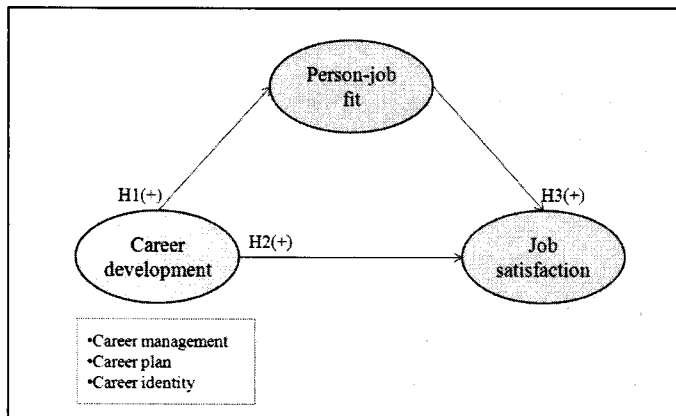 Person-job
fit
H1(+)
H3(+)
Career
development
H2(+)
Job
satisfaction
•Career management
•Career plan
•Career identity